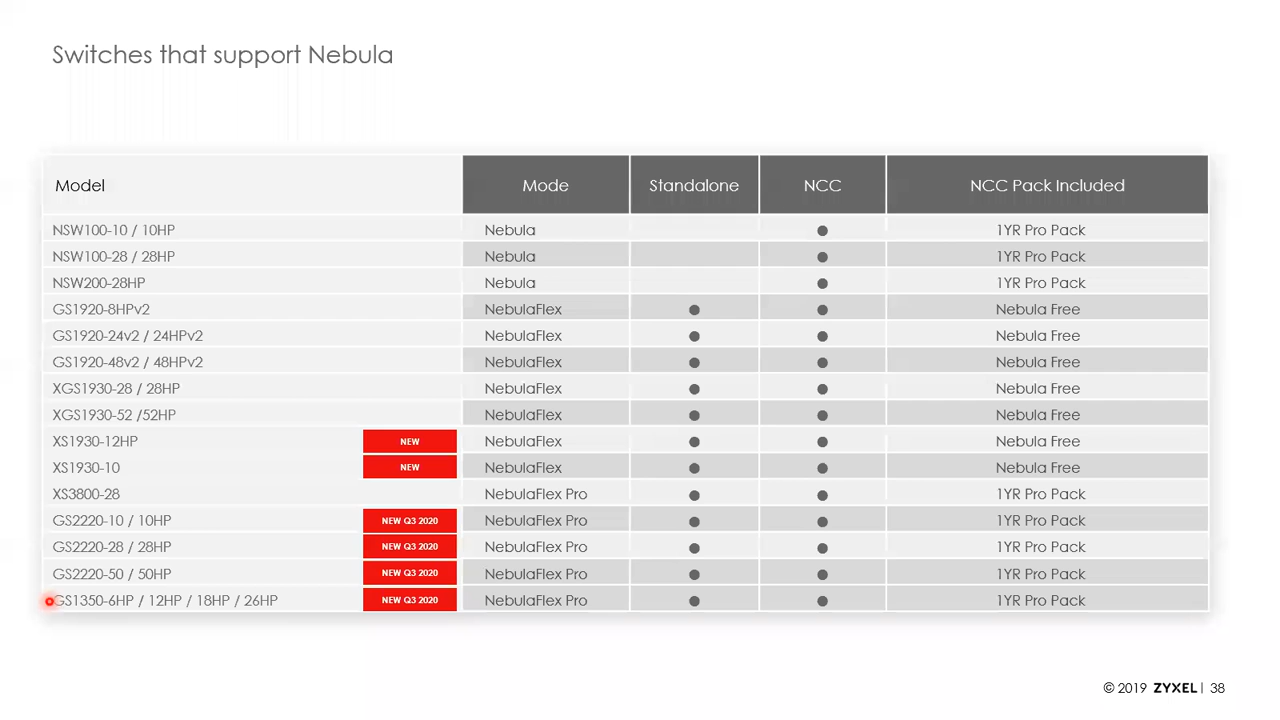 Switches that support Nebula
Model Mode Standalone NCC NCC Pack Included
NSW100-10 / 10HP Nebula ● 1YR Pro Pack
NSW100-28 / 28HP Nebula ● 1YR Pro Pack
NSW200-28HP Nebula ● 1YR Pro Pack
GS1920-8HPv2 NebulaFlex ● ● Nebula Free
GS1920-24v2 / 24HPv2 NebulaFlex ● ● Nebula Free
GS1920-48v2 / 48HPv2 NebulaFlex ● ● Nebula Free
XGS1930-28 / 28HP NebulaFlex ● ● Nebula Free
XGS1930-52 /52HP NebulaFlex ● ● Nebula Free
XS1930-12HP NEW NebulaFlex ● ● Nebula Free
XS1930-10 NEW NebulaFlex ● ● Nebula Free
XS3800-28 NebulaFlex Pro ● ● 1YR Pro Pack
GS2220-10 / 10HP NEW Q3 2020 NebulaFlex Pro ● ● 1YR Pro Pack
GS2220-28 / 28HP NEW Q3 2020 NebulaFlex Pro ● ● 1YR Pro Pack
GS2220-50 / 50HP NEW Q3 2020 NebulaFlex Pro ● ● 1YR Pro Pack
GS1350-6HP / 12HP / 18HP / 26HP NEW Q3 2020 NebulaFlex Pro ● ● 1YR Pro Pack
© 2019 ZYXEL | 38